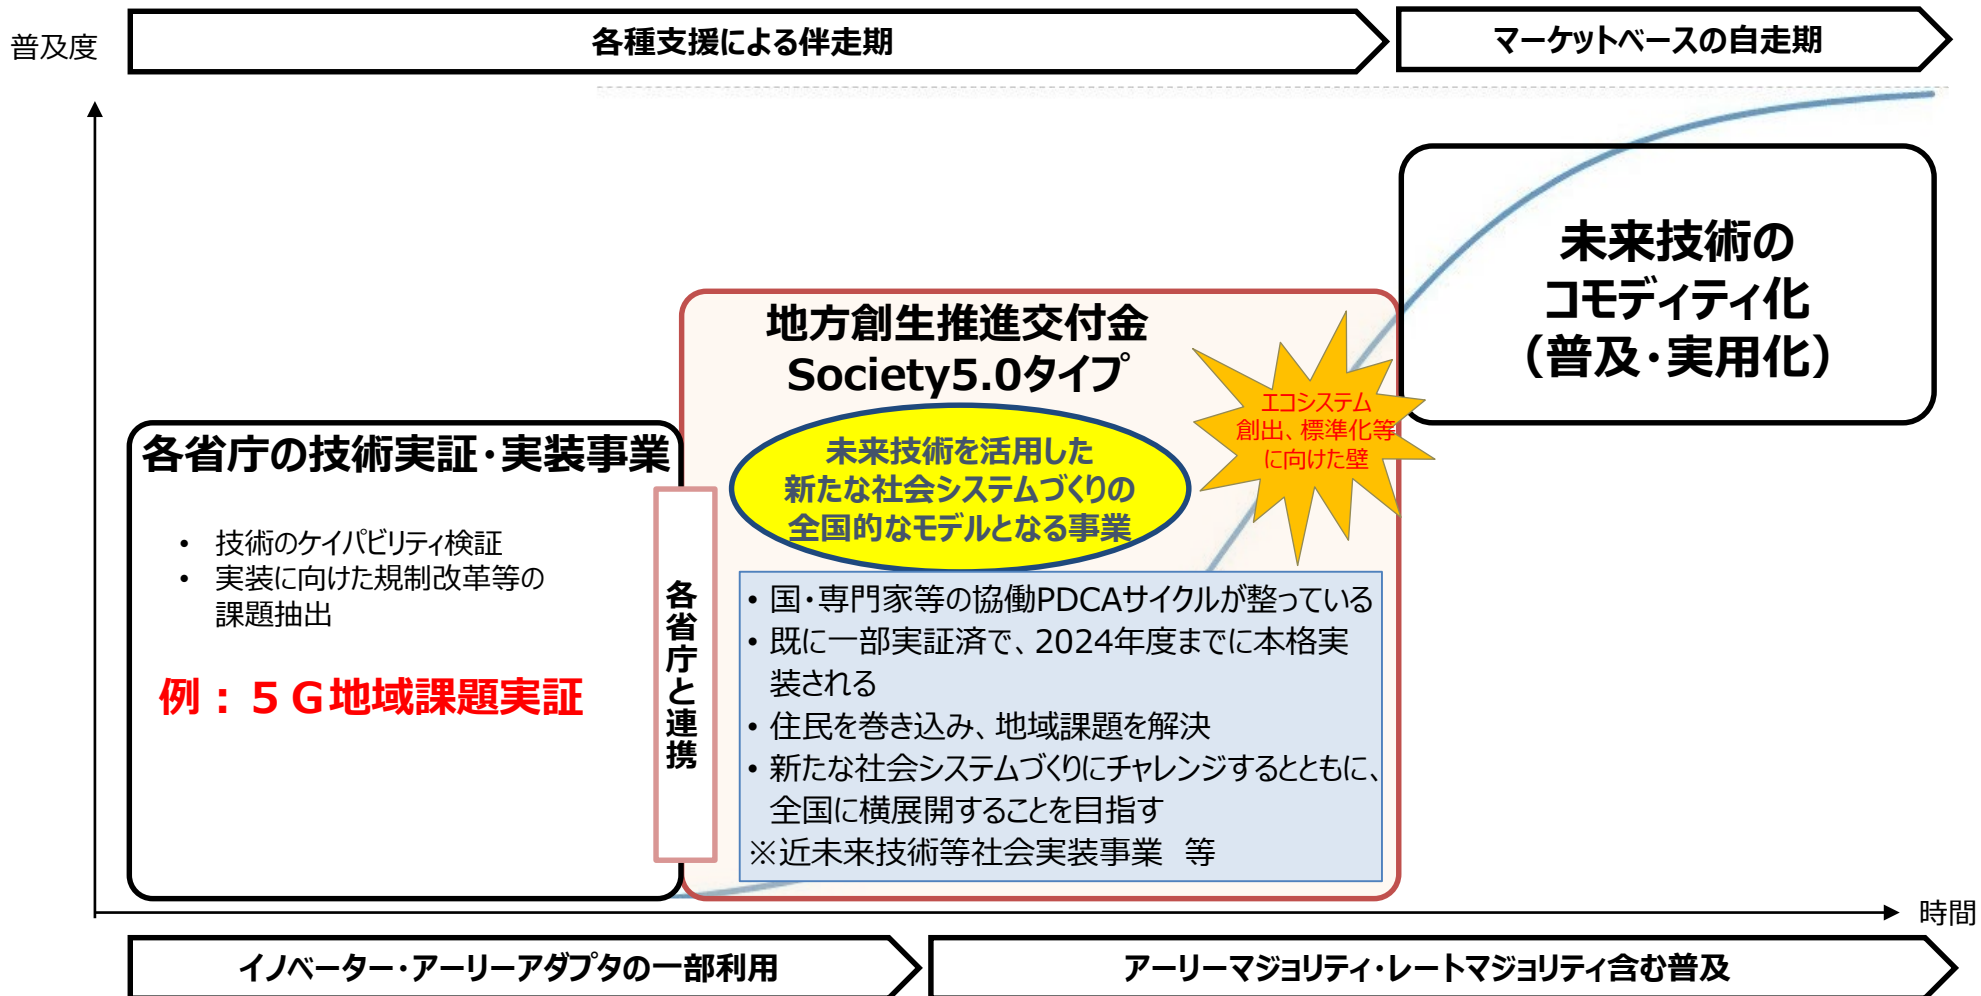 普及度
各種支援による伴走期
マーケットベースの自走期
未来技術の
コモディティ化
（普及・実用化）
地方創生推進交付金
Society5.0タイプ
エコシステム
創出、標準化等
に向けた壁
未来技術を活用した
新たな社会システムづくりの
全国的なモデルとなる事業
各省庁の技術実証・実装事業
• 技術のケイパビリティ検証
• 実装に向けた規制改革等の
課題抽出
例：５Ｇ地域課題実証
各省庁と連携
• 国・専門家等の協働PDCAサイクルが整っている
• 既に一部実証済で、2024年度までに本格実
装される
• 住民を巻き込み、地域課題を解決
• 新たな社会システムづくりにチャレンジするとともに、
全国に横展開することを目指す
※近未来技術等社会実装事業　等
時間
イノベーター・アーリーアダプタの一部利用
アーリーマジョリティ・レートマジョリティ含む普及